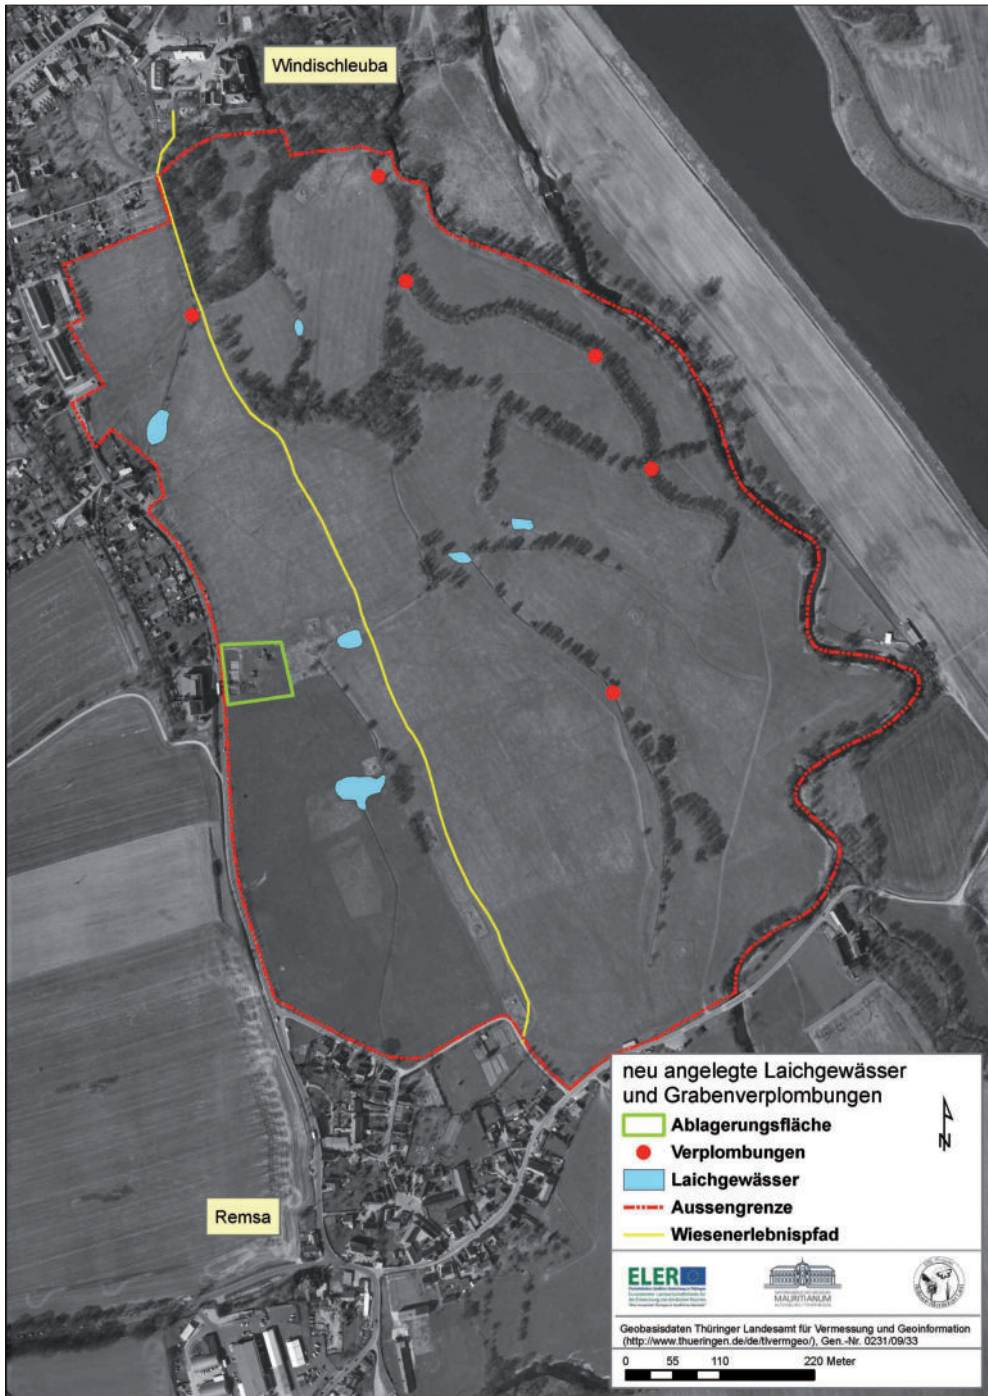 Windischleuba
Remsa
neu angelegte Laichgewässer
und Grabenverplombungen
Ablagerungsfläche
Verplombungen
Laichgewässer
Aussengrenze
Wiesenerlebnispfad
N
ELER
MAURITIANUM
Geobasisdaten Thüringer Landesamt für Vermessung und Geoinformation
(http://www.thueringen.de/de/tlvermgeo/), Gen.-Nr. 0231/09/33
0 55 110 220 Meter